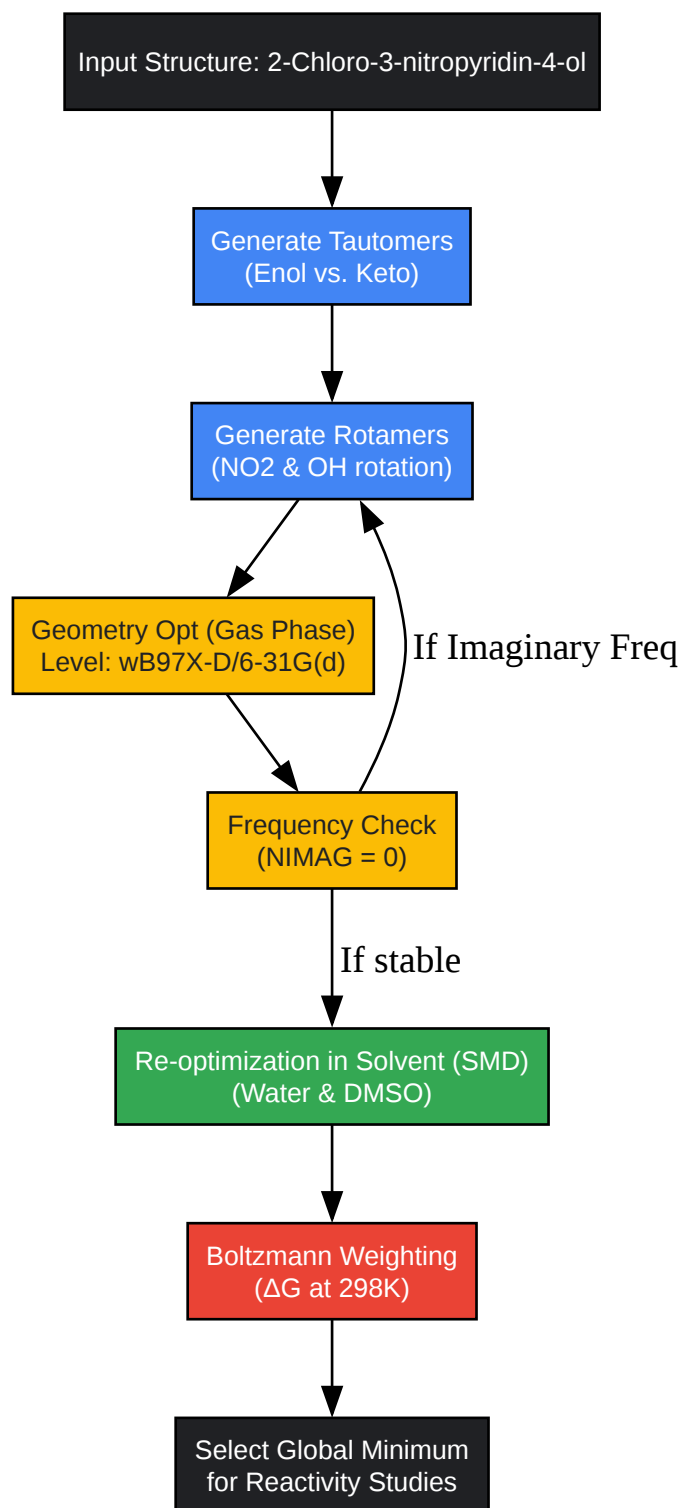 Input Structure: 2-Chloro-3-nitropyridin-4-ol
Generate Tautomers
(Enol vs. Keto)
Generate Rotamers
(NO2 & OH rotation)
Geometry Opt (Gas Phase)
Level: wB97X-D/6-31G(d)
If Imaginary Freq
Frequency Check
(NIMAG = 0)
If stable
Re-optimization in Solvent (SMD)
(Water & DMSO)
Boltzmann Weighting
(ΔG at 298K)
Select Global Minimum
for Reactivity Studies